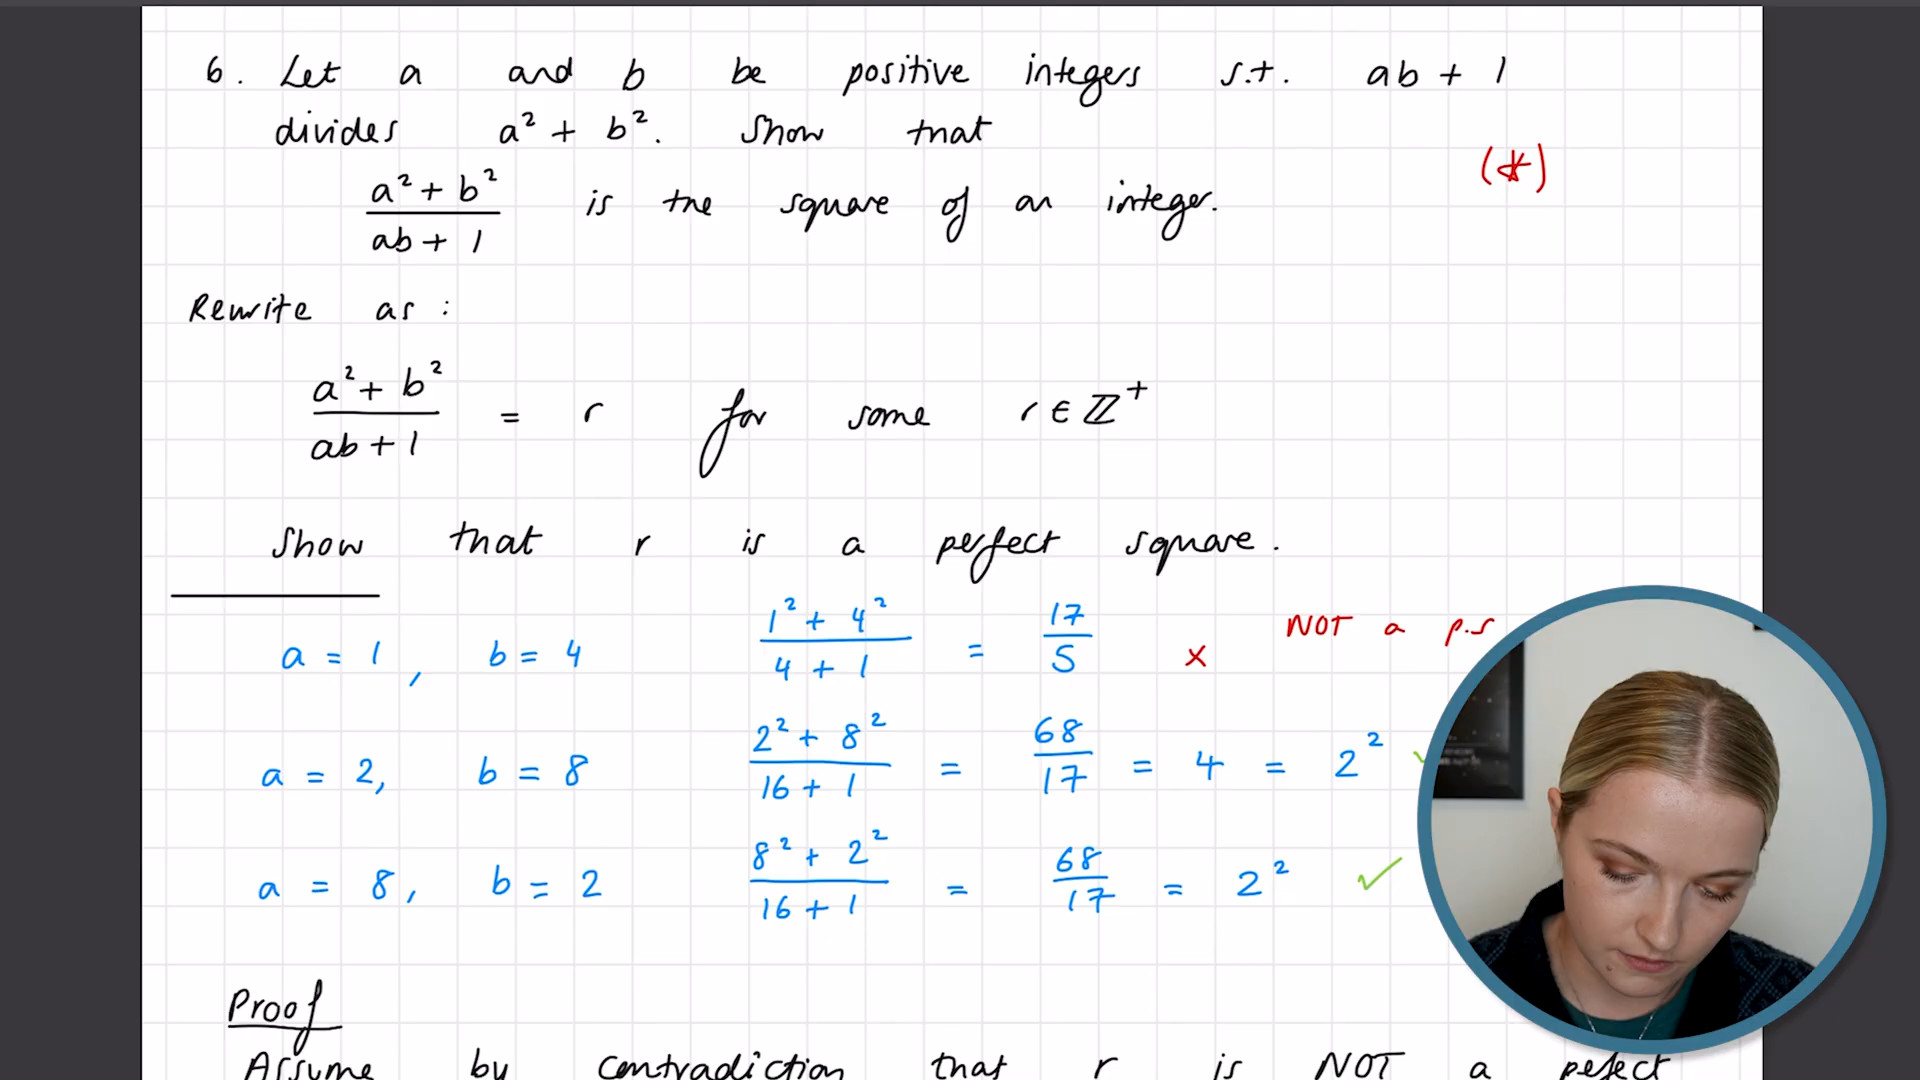 6. Let a and b be positive integers s.t. ab + 1
divides a² + b². Show that
(*)
a² + b² / ab + 1 is the square of an integer.
Rewrite as:
a² + b² / ab + 1 = r for some r ∈ ℤ⁺
Show that r is a perfect square.
a = 1, b = 4 1² + 4² / 4 + 1 = 17 / 5 × NOT a p.s
a = 2, b = 8 2² + 8² / 16 + 1 = 68 / 17 = 4 = 2² ✓
a = 8, b = 2 8² + 2² / 16 + 1 = 68 / 17 = 2² ✓
Proof
Assume by contradiction that r is NOT a pefect